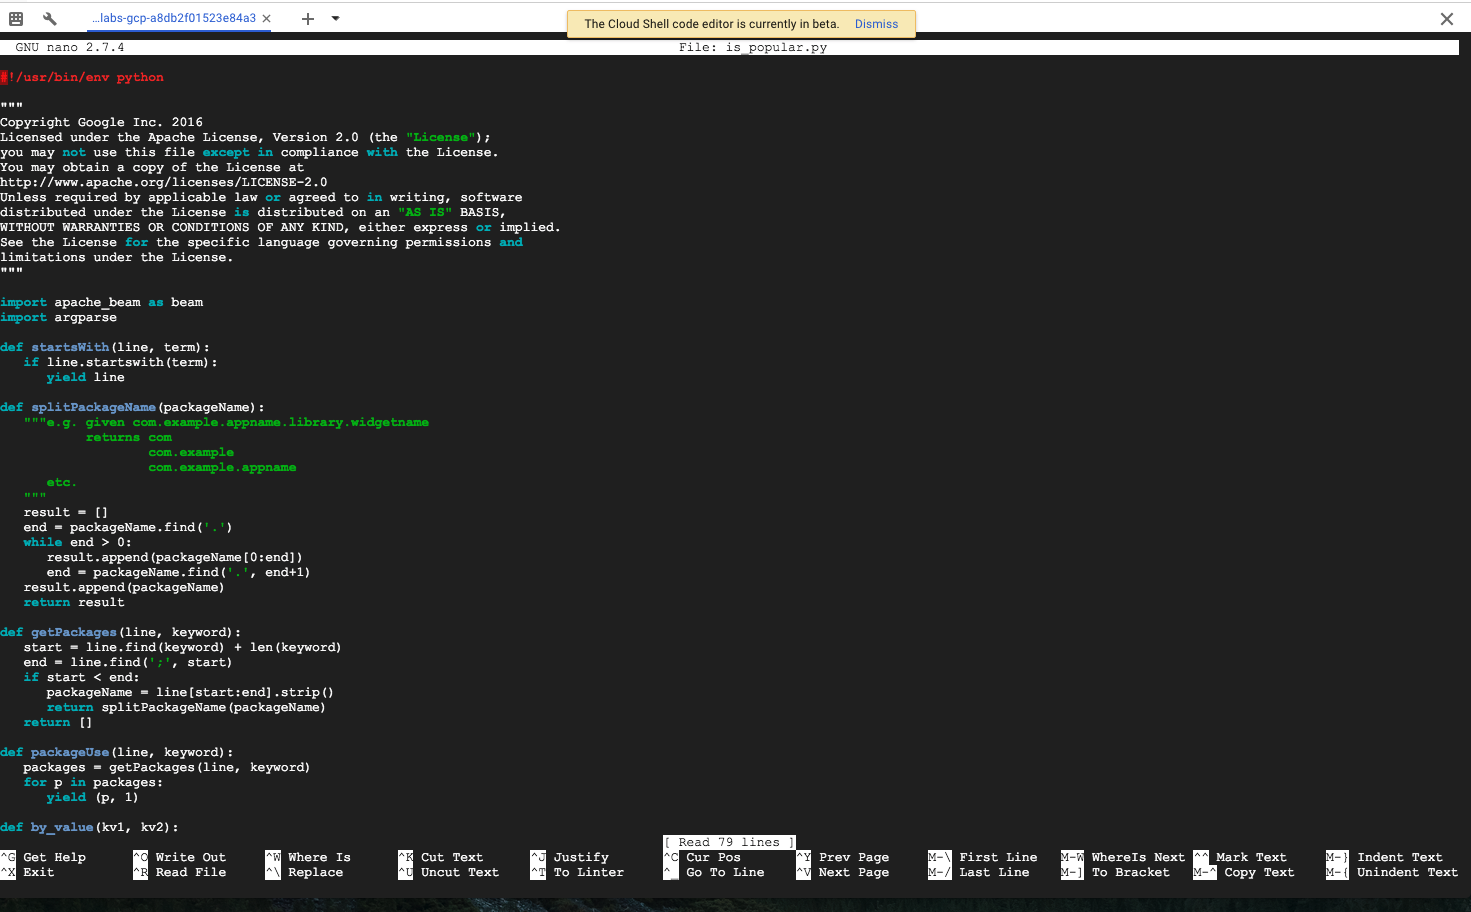 ...labs-gcp-a8db2f01523e84a3 ×
The Cloud Shell code editor is currently in beta. Dismiss
GNU nano 2.7.4 File: is_popular.py
#!/usr/bin/env python
"""
Copyright Google Inc. 2016
Licensed under the Apache License, Version 2.0 (the "License");
you may not use this file except in compliance with the License.
You may obtain a copy of the License at
http://www.apache.org/licenses/LICENSE-2.0
Unless required by applicable law or agreed to in writing, software
distributed under the License is distributed on an "AS IS" BASIS,
WITHOUT WARRANTIES OR CONDITIONS OF ANY KIND, either express or implied.
See the License for the specific language governing permissions and
limitations under the License.
"""
import apache_beam as beam
import argparse
def startsWith(line, term):
   if line.startswith(term):
      yield line
def splitPackageName(packageName):
   """e.g. given com.example.appname.library.widgetname
           returns com
                   com.example
                   com.example.appname
      etc.
   """
   result = []
   end = packageName.find('.')
   while end > 0:
      result.append(packageName[0:end])
      end = packageName.find('.', end+1)
   result.append(packageName)
   return result
def getPackages(line, keyword):
   start = line.find(keyword) + len(keyword)
   end = line.find(';', start)
   if start < end:
      packageName = line[start:end].strip()
      return splitPackageName(packageName)
   return []
def packageUse(line, keyword):
   packages = getPackages(line, keyword)
   for p in packages:
      yield (p, 1)
def by_value(kv1, kv2):
[ Read 79 lines ]
^G Get Help ^O Write Out ^W Where Is ^K Cut Text ^J Justify ^C Cur Pos ^Y Prev Page M-\ First Line M-W WhereIs Next ^^ Mark Text M-} Indent Text
^X Exit ^R Read File ^\ Replace ^U Uncut Text ^T To Linter ^_ Go To Line ^V Next Page M-/ Last Line M-] To Bracket M-^ Copy Text M-{ Unindent Text